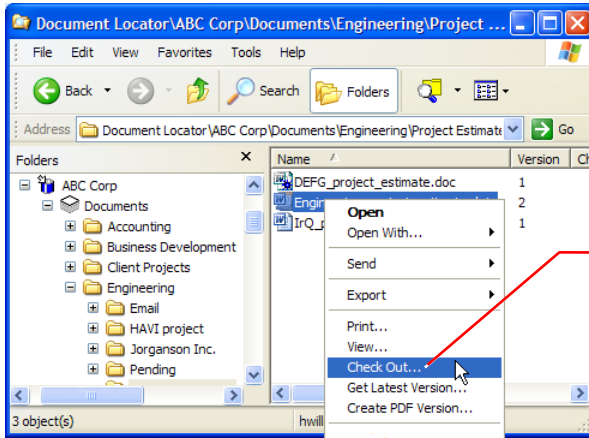 Document Locator\ABC Corp\Documents\Engineering\Project ...
File Edit View Favorites Tools Help
Back Search Folders
Address Document Locator\ABC Corp\Documents\Engineering\Project Estimate Go
Folders x Name Version
ABC Corp DEFG_project_estimate.doc 1
Documents 2
Accounting 1
Business Development
Client Projects
Engineering
Email
HAVI project
Jorganson Inc.
Pending
Open
Open With...
Send
Export
Print...
View...
Check Out...
Get Latest Version...
Create PDF Version...
3 object(s)